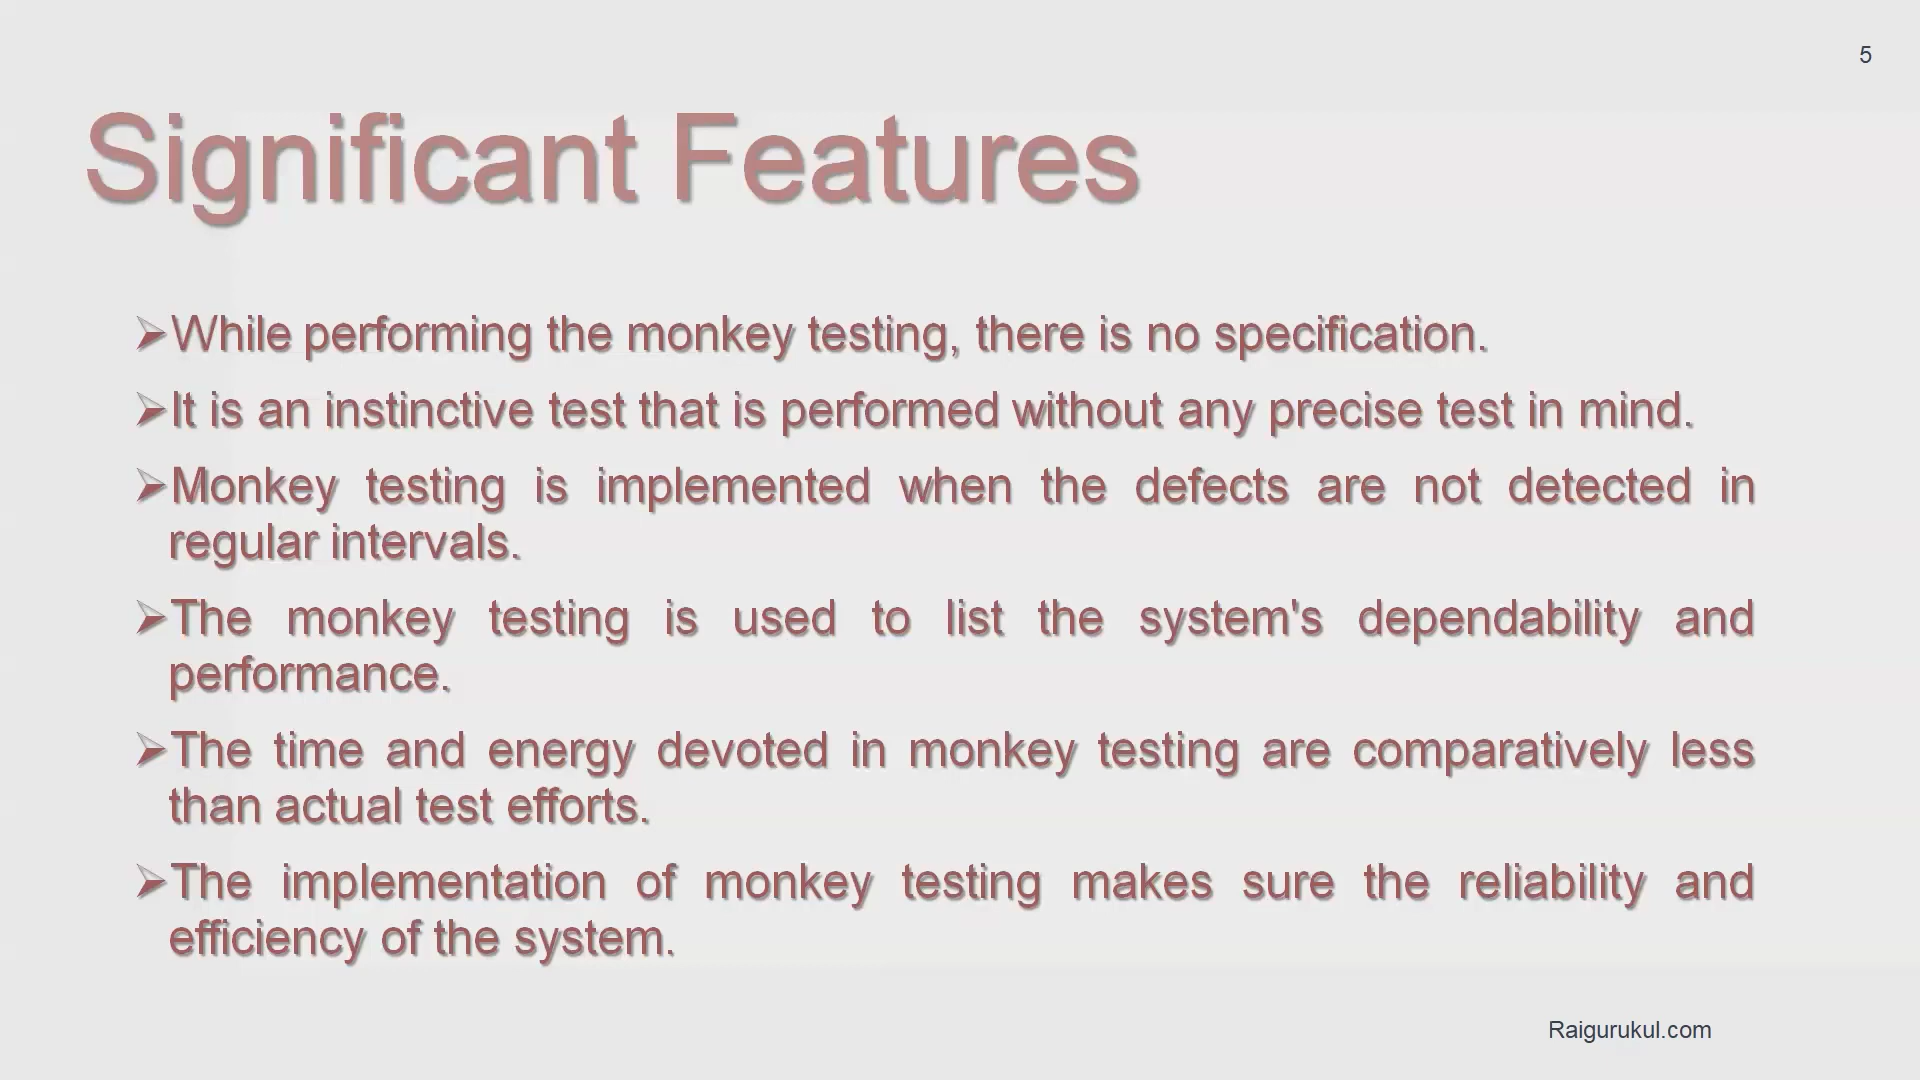 5
Significant Features
➢While performing the monkey testing, there is no specification.
➢It is an instinctive test that is performed without any precise test in mind.
➢Monkey testing is implemented when the defects are not detected in
regular intervals.
➢The monkey testing is used to list the system's dependability and
performance.
➢The time and energy devoted in monkey testing are comparatively less
than actual test efforts.
➢The implementation of monkey testing makes sure the reliability and
efficiency of the system.
Raigurukul.com